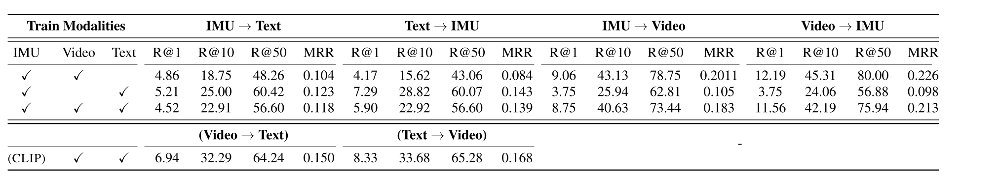 Train Modalities IMU → Text Text → IMU IMU → Video Video → IMU
IMU Video Text R@1 R@10 R@50 MRR R@1 R@10 R@50 MRR R@1 R@10 R@50 MRR R@1 R@10 R@50 MRR
✓ ✓ 4.86 18.75 48.26 0.104 4.17 15.62 43.06 0.084 9.06 43.13 78.75 0.2011 12.19 45.31 80.00 0.226
✓ ✓ 5.21 25.00 60.42 0.123 7.29 28.82 60.07 0.143 3.75 25.94 62.81 0.105 3.75 24.06 56.88 0.098
✓ ✓ ✓ 4.52 22.91 56.60 0.118 5.90 22.92 56.60 0.139 8.75 40.63 73.44 0.183 11.56 42.19 75.94 0.213
(Video → Text) (Text → Video)
-
(CLIP) ✓ ✓ 6.94 32.29 64.24 0.150 8.33 33.68 65.28 0.168